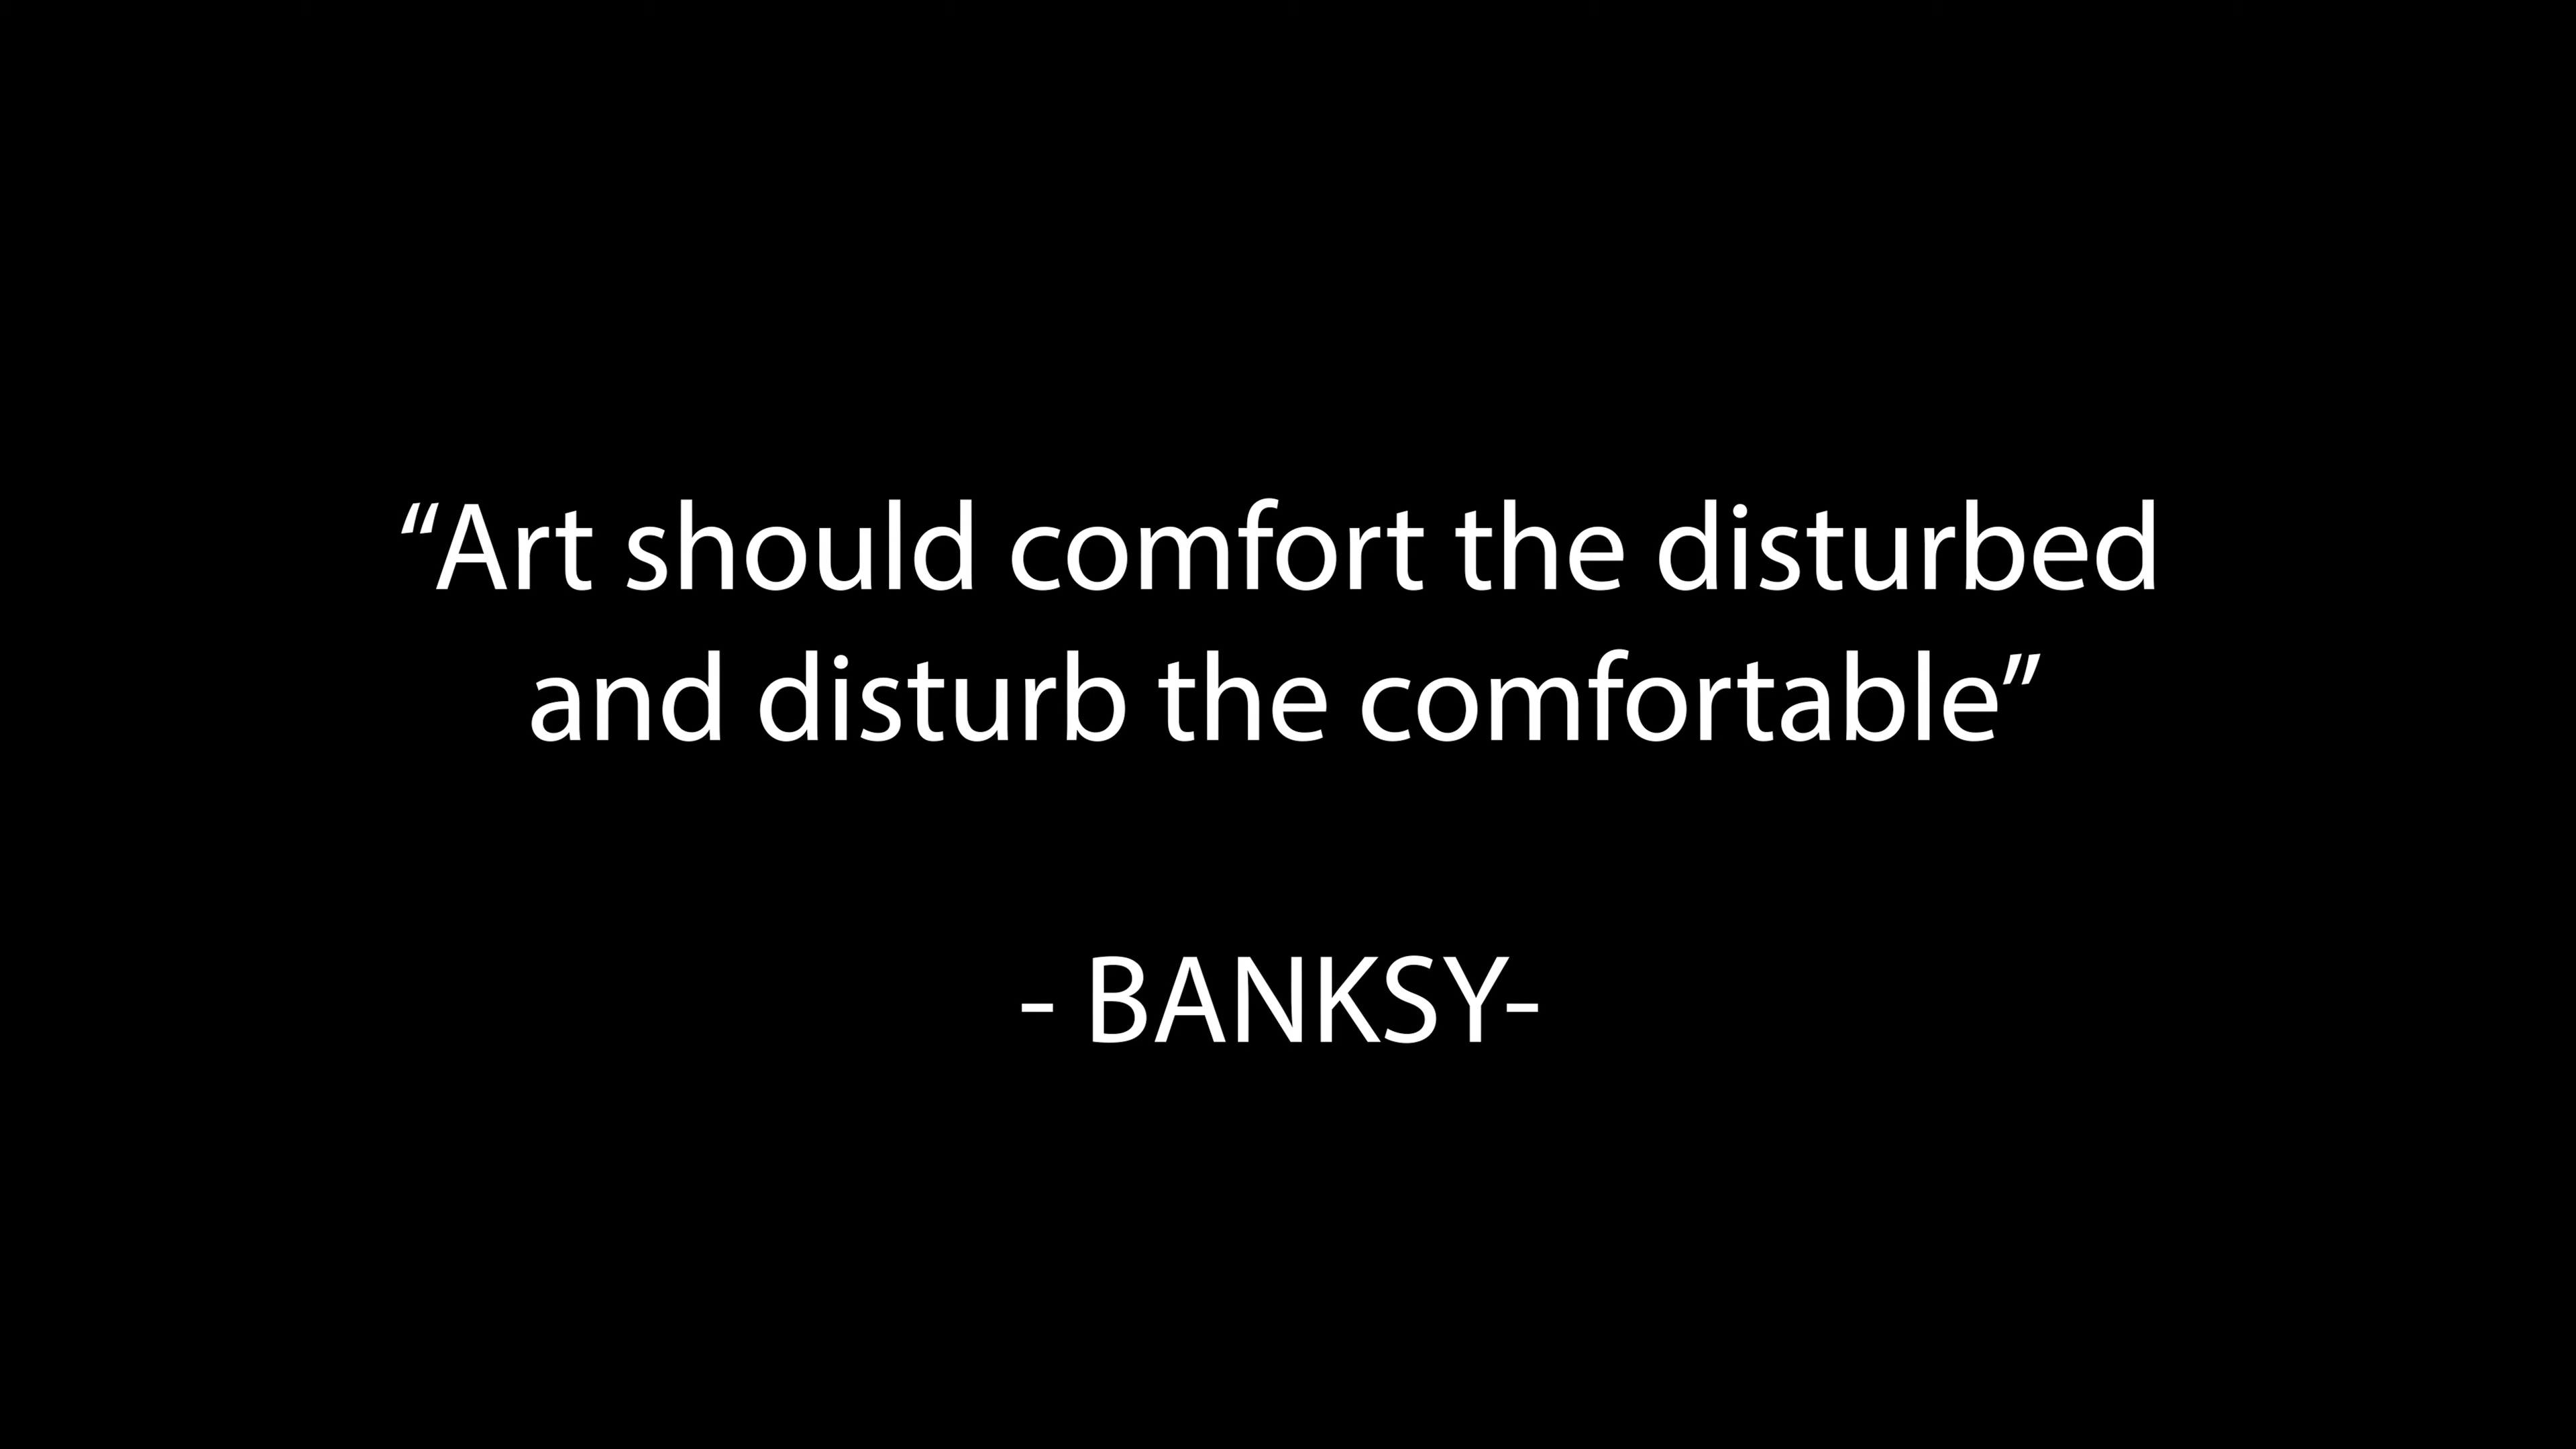 “Art should comfort the disturbed
and disturb the comfortable”
- BANKSY-